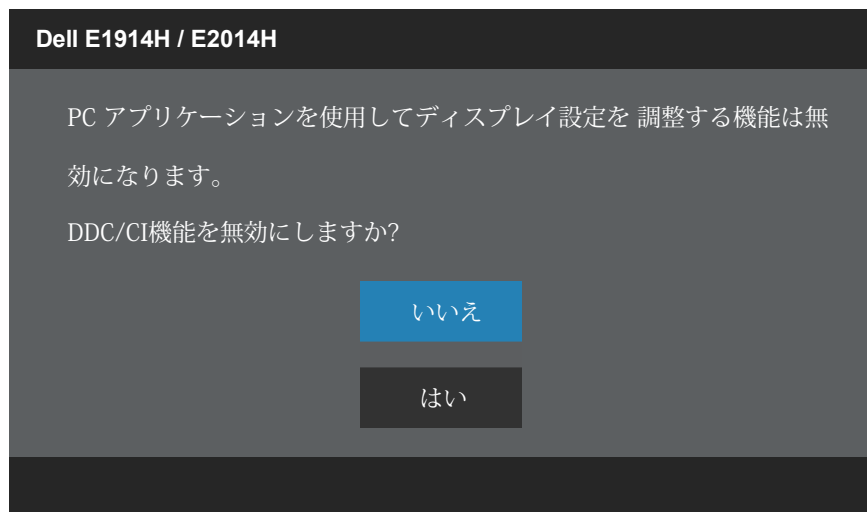 Dell E1914H / E2014H
PC アプリケーションを使用してディスプレイ設定を 調整する機能は無
効になります。
DDC/CI機能を無効にしますか?
いいえ
はい